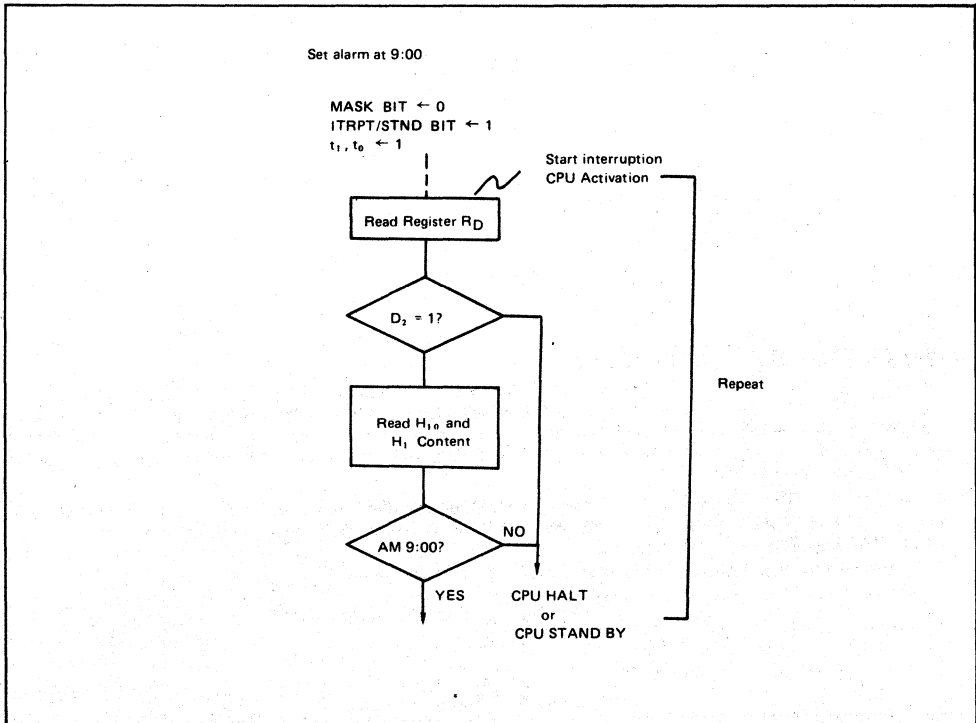 Set alarm at 9:00
MASK BIT ← 0
ITRPT/STND BIT ← 1
t₁, t₀ ← 1
Start interruption
CPU Activation
Read Register R_D
D₂ = 1?
Repeat
Read H₁₀ and
H₁ Content
AM 9:00?
NO
YES
CPU HALT
or
CPU STAND BY